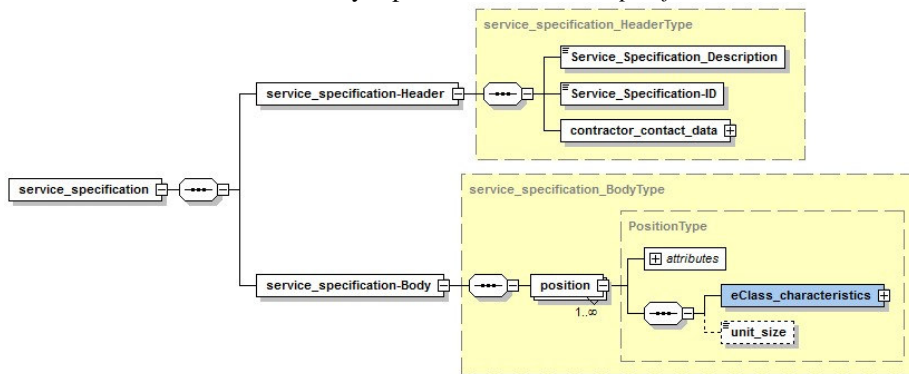 service_specification_HeaderType
Service_Specification_Description
service_specification-Header
Service_Specification-ID
contractor_contact_data
service_specification
service_specification_BodyType
PositionType
attributes
service_specification-Body
position
eClass_characteristics
1..∞
unit_size